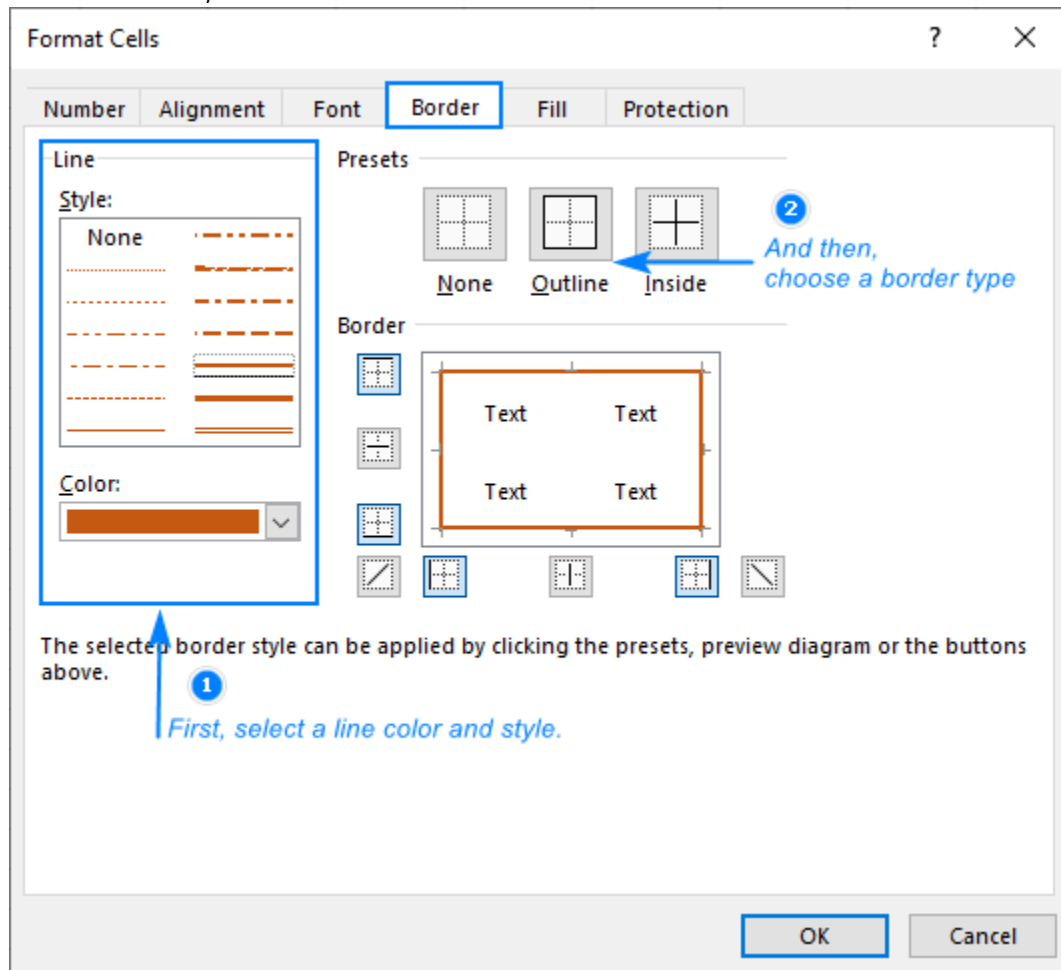 Format Cells ? ×
Number Alignment Font Border Fill Protection
Line
Style:
None
Color:
Presets
None Outline Inside
2
And then,
choose a border type
Border
Text Text
Text Text
The selected border style can be applied by clicking the presets, preview diagram or the buttons
above.
1
First, select a line color and style.
OK Cancel